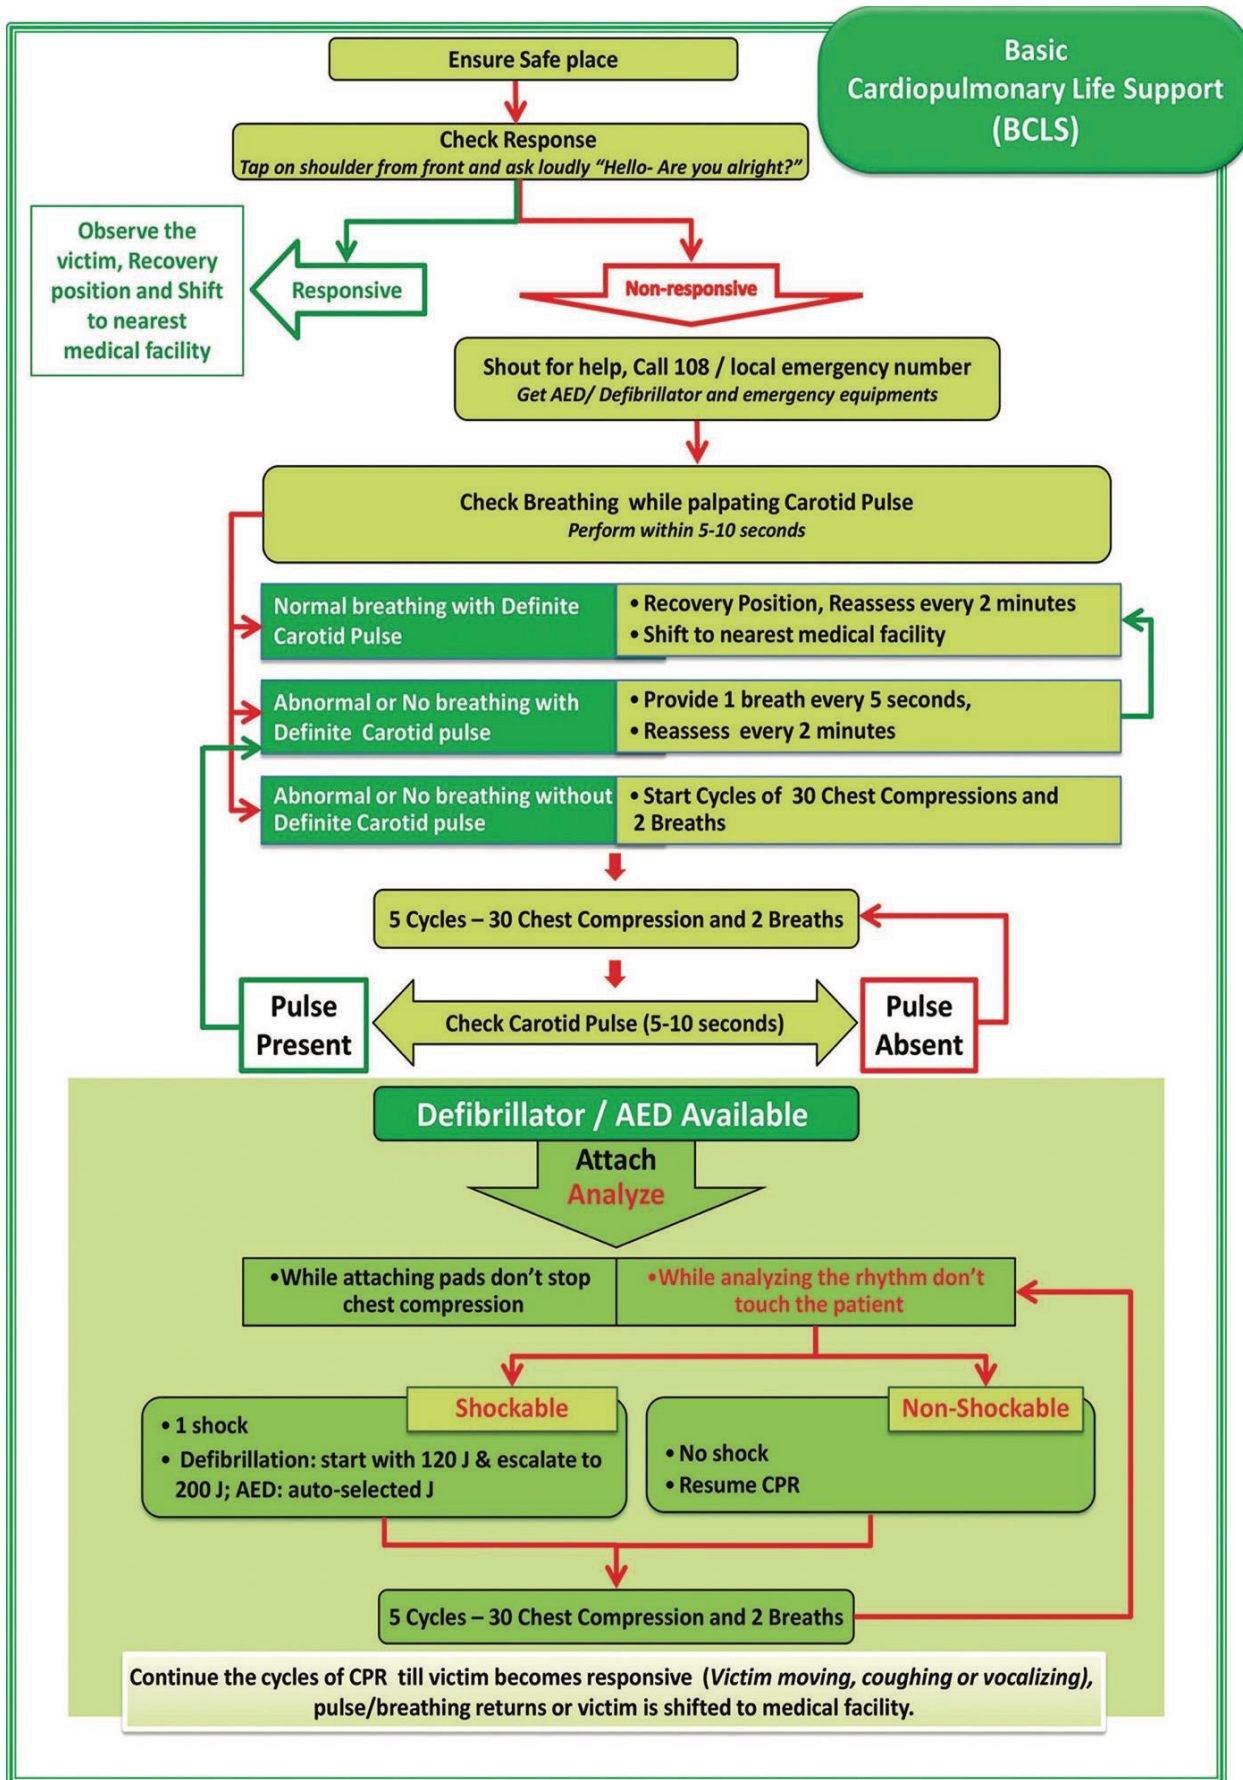 Basic
Cardiopulmonary Life Support
(BCLS)
Ensure Safe place
Check Response
Tap on shoulder from front and ask loudly “Hello- Are you alright?”
Observe the
victim, Recovery
position and Shift
to nearest
medical facility
Responsive
Non-responsive
Shout for help, Call 108 / local emergency number
Get AED/ Defibrillator and emergency equipments
Check Breathing while palpating Carotid Pulse
Perform within 5-10 seconds
Normal breathing with Definite
Carotid Pulse
• Recovery Position, Reassess every 2 minutes
• Shift to nearest medical facility
Abnormal or No breathing with
Definite Carotid pulse
• Provide 1 breath every 5 seconds,
• Reassess every 2 minutes
Abnormal or No breathing without
Definite Carotid pulse
• Start Cycles of 30 Chest Compressions and
2 Breaths
5 Cycles – 30 Chest Compression and 2 Breaths
Pulse
Present
Check Carotid Pulse (5-10 seconds)
Pulse
Absent
Defibrillator / AED Available
Attach
Analyze
•While attaching pads don’t stop
chest compression
•While analyzing the rhythm don’t
touch the patient
Shockable
• 1 shock
• Defibrillation: start with 120 J & escalate to
200 J; AED: auto-selected J
Non-Shockable
• No shock
• Resume CPR
5 Cycles – 30 Chest Compression and 2 Breaths
Continue the cycles of CPR till victim becomes responsive (Victim moving, coughing or vocalizing),
pulse/breathing returns or victim is shifted to medical facility.